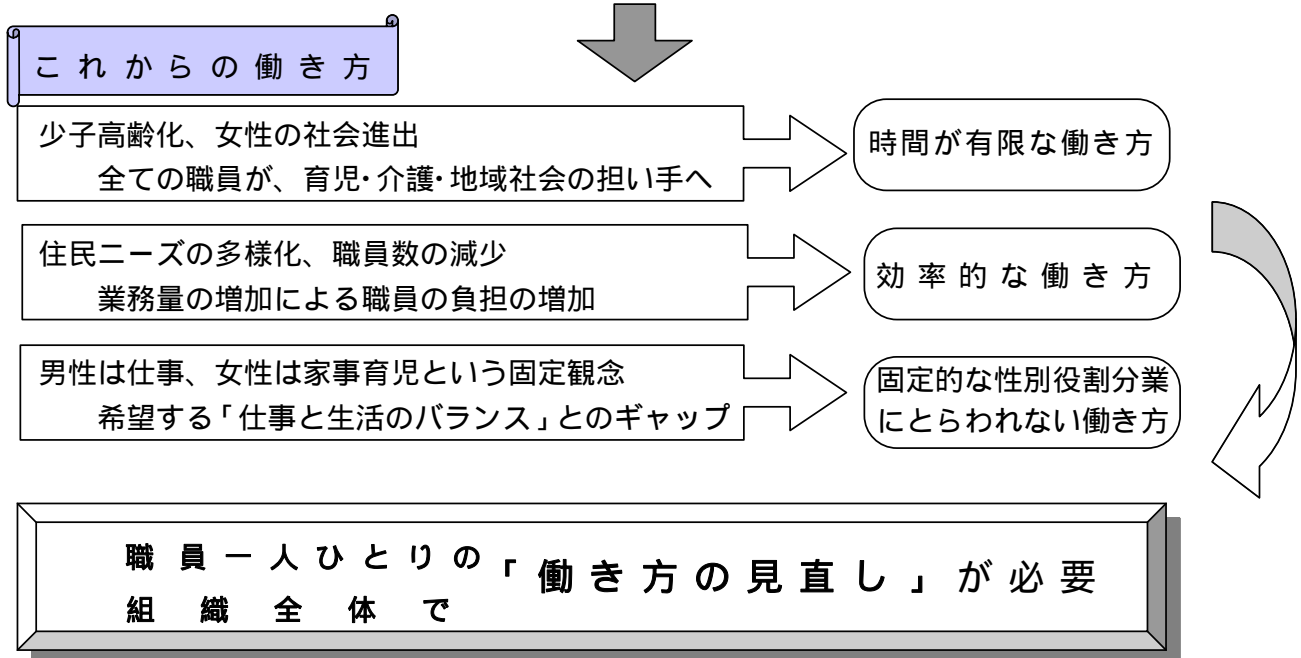 これからの働き方
少子高齢化、女性の社会進出
全ての職員が、育児・介護・地域社会の担い手へ
時間が有限な働き方
住民ニーズの多様化、職員数の減少
業務量の増加による職員の負担の増加
効率的な働き方
男性は仕事、女性は家事育児という固定観念
希望する「仕事と生活のバランス」とのギャップ
固定的な性別役割分業
にとらわれない働き方
職員一人ひとりの
組織全体で
「働き方の見直し」が必要